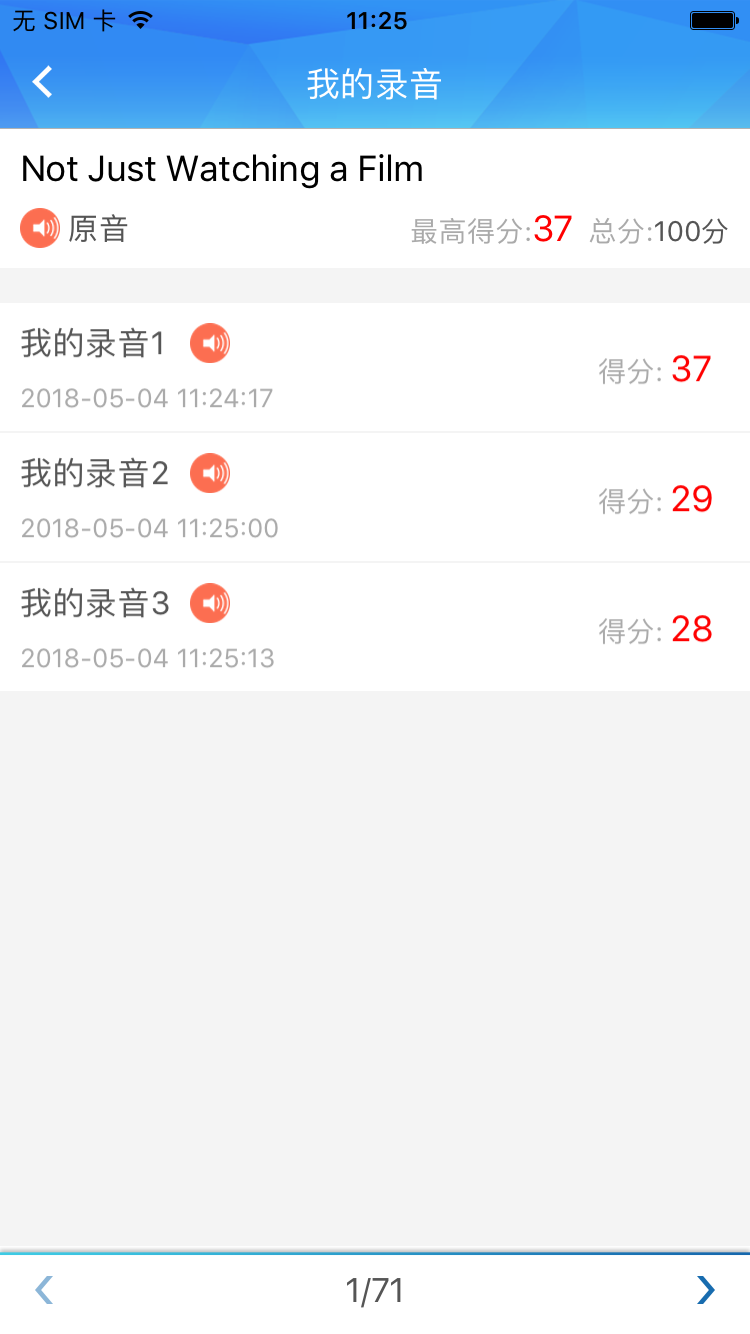 无 SIM 卡 11:25
我的录音
Not Just Watching a Film
原音 最高得分:37 总分:100分
我的录音1
得分: 37
2018-05-04 11:24:17
我的录音2
得分: 29
2018-05-04 11:25:00
我的录音3
得分: 28
2018-05-04 11:25:13
1/71